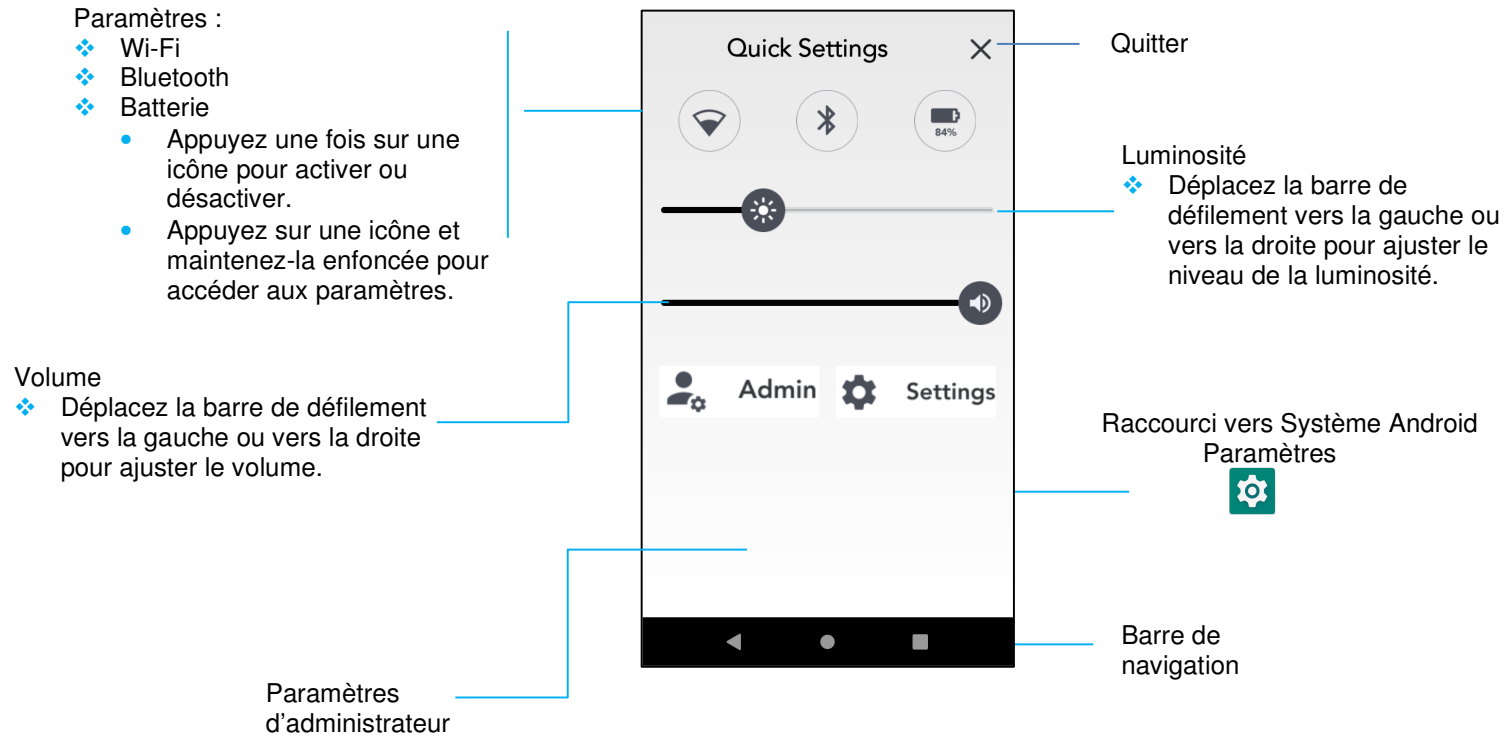 Paramètres :
Wi-Fi
Bluetooth
Batterie
Appuyez une fois sur une
icône pour activer ou
désactiver.
Appuyez sur une icône et
maintenez-la enfoncée pour
accéder aux paramètres.
Volume
Déplacez la barre de défilement
vers la gauche ou vers la droite
pour ajuster le volume.
Paramètres
d'administrateur
Quick Settings
84%
Admin
Settings
Quitter
Luminosité
Déplacez la barre de
défilement vers la gauche ou
vers la droite pour ajuster le
niveau de la luminosité.
Raccourci vers Système Android
Paramètres
Barre de
navigation